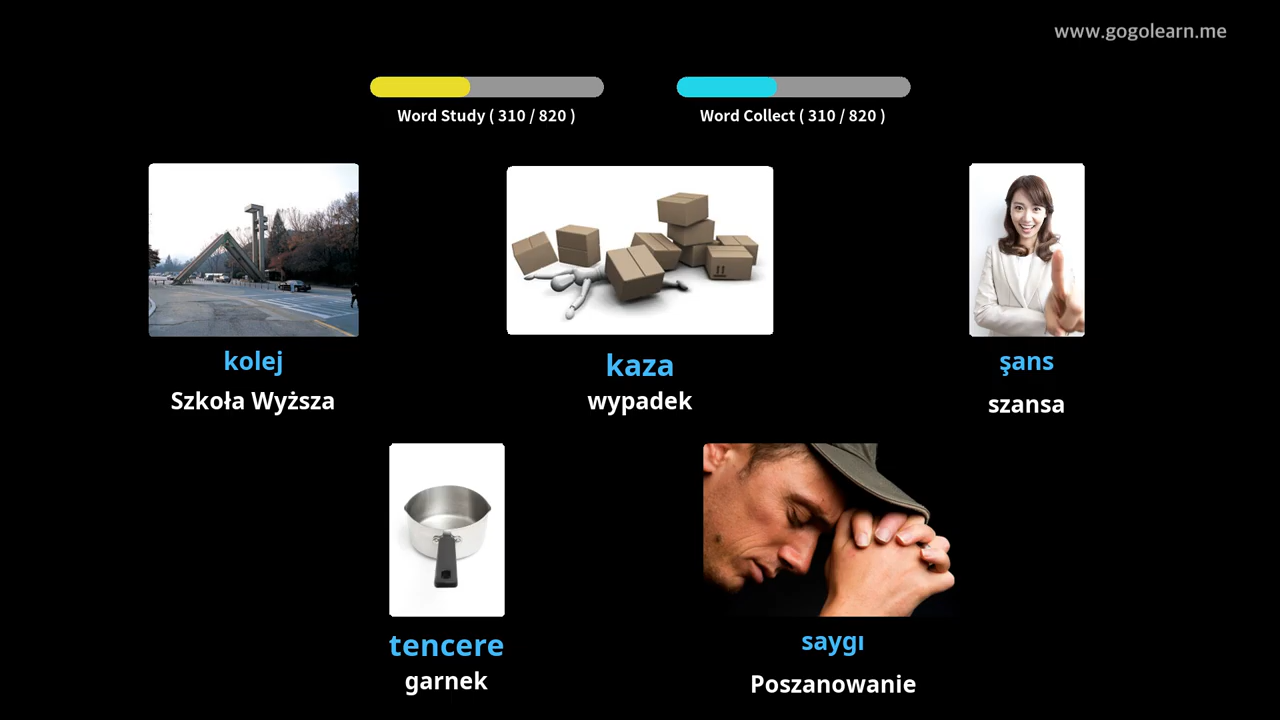 www.gogolearn.me
Word Study ( 310 / 820 )
Word Collect ( 310 / 820 )
kolej
Szkoła Wyższa
kaza
wypadek
şans
szansa
tencere
garnek
saygı
Poszanowanie